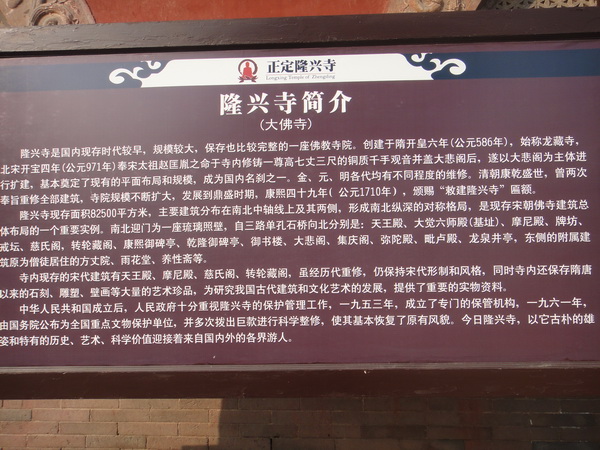 正定隆兴寺
Longxing Temple of Zhengding
隆兴寺简介
(大佛寺)
隆兴寺是国内现存时代较早，规模较大，保存也比较完整的一座佛教寺院。创建于隋开皇六年(公元586年)，始称龙藏寺，
北宋开宝四年(公元971年)奉宋太祖赵匡胤之命于寺内修铸一尊高七丈三尺的铜质千手观音并盖大悲阁后，遂以大悲阁为主体进
行扩建，基本奠定了现有的平面布局和规模，成为国内名刹之一。金、元、明各代均有不同程度的维修。清朝康乾盛世，曾两次
奉旨重修全部建筑，寺院规模不断扩大，发展到鼎盛时期，康熙四十九年(公元1710年)，颁赐“敕建隆兴寺”匾额。
隆兴寺现存面积82500平方米，主要建筑分布在南北中轴线上及其两侧，形成南北纵深的对称格局，是现存宋朝佛寺建筑总
体布局的一个重要实例。南北迎门为一座琉璃照壁，自三路单孔石桥向北分别是：天王殿、大觉六师殿(基址)、摩尼殿、牌坊、
戒坛、慈氏阁、转轮藏阁、康熙御碑亭、乾隆御碑亭、御书楼、大悲阁、集庆阁、弥陀殿、毗卢殿、龙泉井亭，东侧的附属建
筑原为僧徒居住的方丈院、雨花堂、养性斋等。
寺内现存的宋代建筑有天王殿、摩尼殿、慈氏阁、转轮藏阁，虽经历代重修，仍保持宋代形制和风格，同时寺内还保存隋唐
以来的石刻、雕塑、壁画等大量的艺术珍品，为研究我国古代建筑和文化艺术的发展，提供了重要的实物资料。
中华人民共和国成立后，人民政府十分重视隆兴寺的保护管理工作，一九五三年，成立了专门的保管机构，一九六一年，
由国务院公布为全国重点文物保护单位，并多次拨出巨款进行科学整修，使其基本恢复了原有风貌。今日隆兴寺，以它古朴的雄
姿和特有的历史、艺术、科学价值迎接着来自国内外的各界游人。